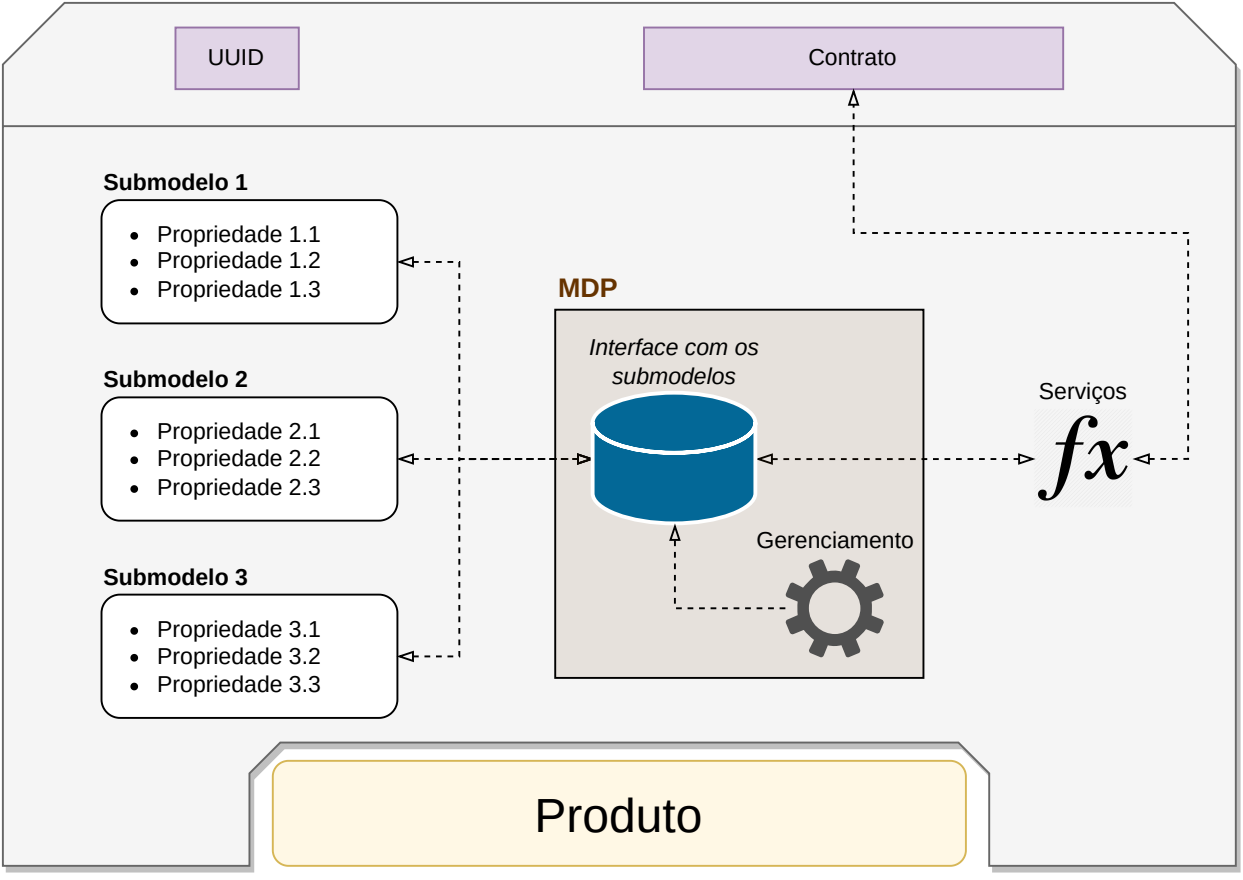 UUID
Contrato
Submodelo 1
• Propriedade 1.1
• Propriedade 1.2
• Propriedade 1.3
Submodelo 2
• Propriedade 2.1
• Propriedade 2.2
• Propriedade 2.3
Submodelo 3
• Propriedade 3.1
• Propriedade 3.2
• Propriedade 3.3
MDP
Interface com os
submodelos
Gerenciamento
Serviços
fx
Produto